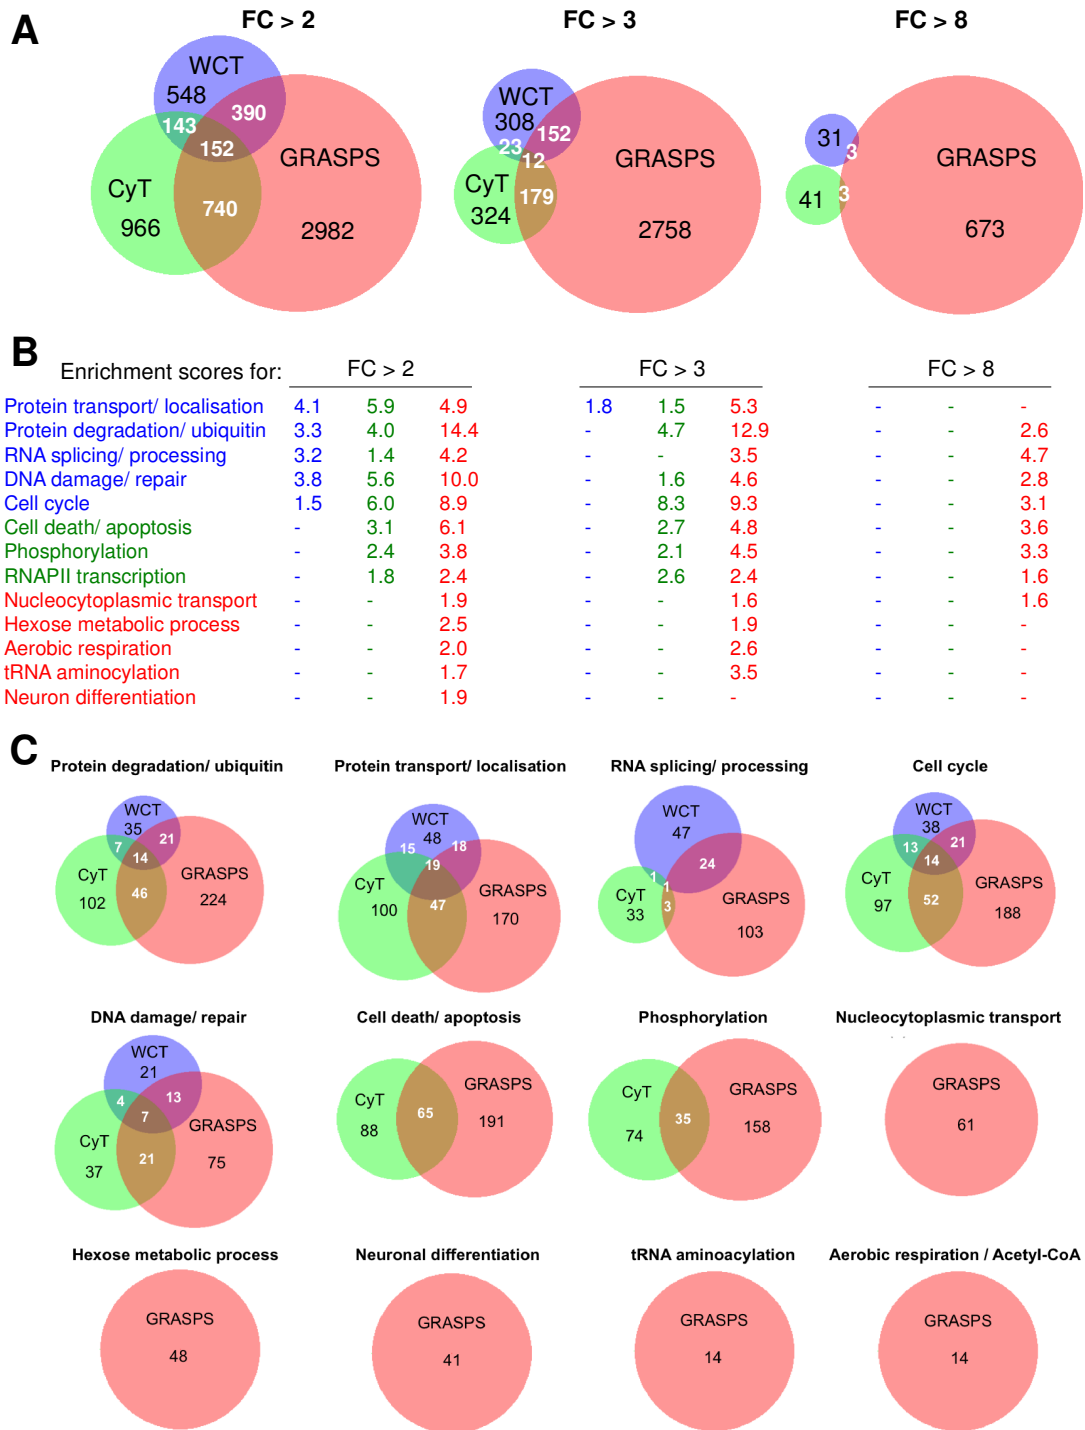 A
FC > 2
FC > 3
FC > 8
WCT
548
390
143
152
GRASPS
CyT
966
740
2982
WCT
308
152
23
12
GRASPS
CyT
324
179
2758
31
3
GRASPS
41
3
673
B
Enrichment scores for: FC > 2 FC > 3 FC > 8
Protein transport/ localisation 4.1 5.9 4.9 1.8 1.5 5.3 - - -
Protein degradation/ ubiquitin 3.3 4.0 14.4 - 4.7 12.9 - - 2.6
RNA splicing/ processing 3.2 1.4 4.2 - - 3.5 - - 4.7
DNA damage/ repair 3.8 5.6 10.0 - 1.6 4.6 - - 2.8
Cell cycle 1.5 6.0 8.9 - 8.3 9.3 - - 3.1
Cell death/ apoptosis - 3.1 6.1 - 2.7 4.8 - - 3.6
Phosphorylation - 2.4 3.8 - 2.1 4.5 - - 3.3
RNAPII transcription - 1.8 2.4 - 2.6 2.4 - - 1.6
Nucleocytoplasmic transport - - 1.9 - - 1.6 - - 1.6
Hexose metabolic process - - 2.5 - - 1.9 - - -
Aerobic respiration - - 2.0 - - 2.6 - - -
tRNA aminocylation - - 1.7 - - 3.5 - - -
Neuron differentiation - - 1.9 - - - - - -
C
Protein degradation/ ubiquitin
WCT
35
7
21
14
CyT
102
46
GRASPS
224
Protein transport/ localisation
WCT
48
15
18
19
CyT
100
47
GRASPS
170
RNA splicing/ processing
WCT
47
24
1
1
CyT
33
3
GRASPS
103
Cell cycle
WCT
38
13
21
14
CyT
97
52
GRASPS
188
DNA damage/ repair
WCT
21
4
13
7
CyT
37
21
GRASPS
75
Cell death/ apoptosis
CyT
88
65
GRASPS
191
Phosphorylation
CyT
74
35
GRASPS
158
Nucleocytoplasmic transport
GRASPS
61
Hexose metabolic process
GRASPS
48
Neuronal differentiation
GRASPS
41
tRNA aminoacylation
GRASPS
14
Aerobic respiration / Acetyl-CoA
GRASPS
14